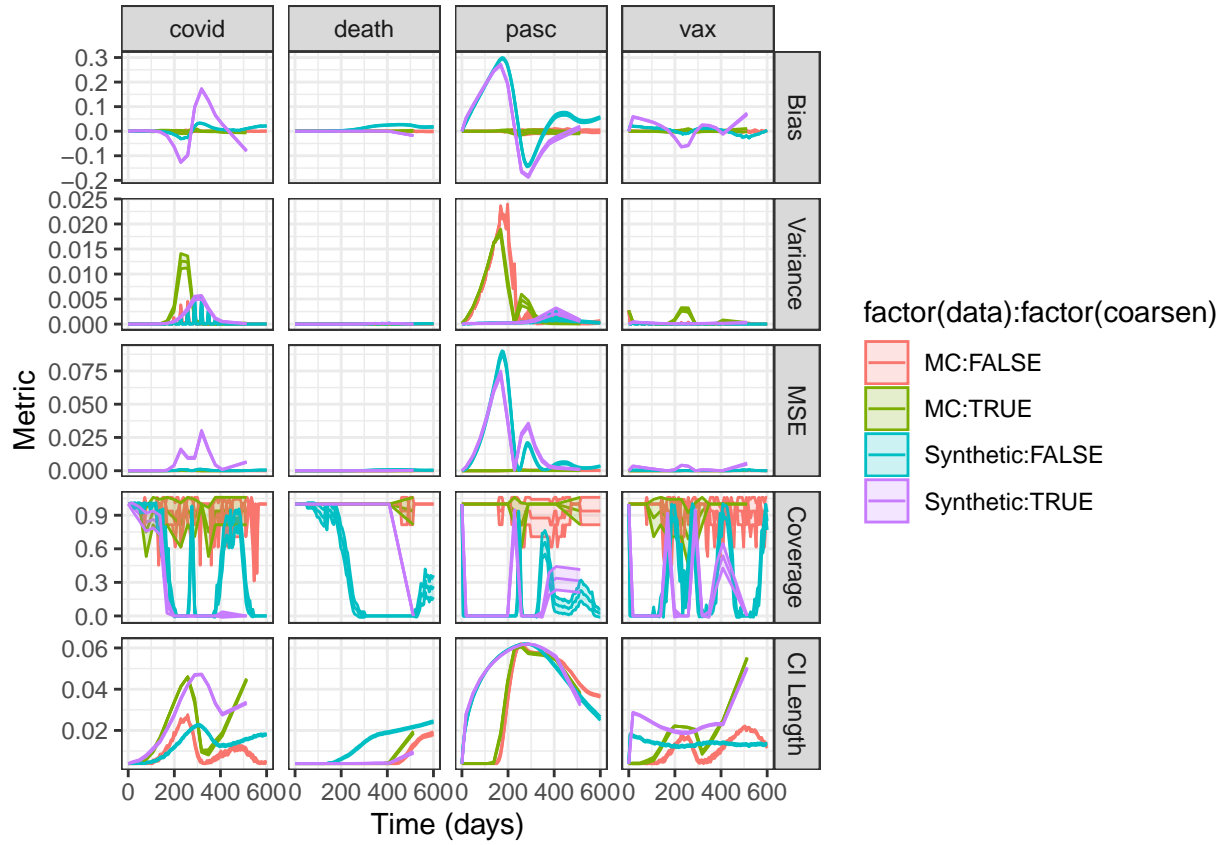 covid death pasc vax
0.3
0.2
0.1
0.0
−0.1
−0.2
Bias
0.025
0.020
0.015
0.010
0.005
0.000
Variance
0.075
0.050
0.025
0.000
MSE
0.9
0.6
0.3
0.0
Coverage
0.06
0.04
0.02
CI Length
0 200 400 600 0 200 400 600 0 200 400 600 0 200 400 600
Time (days)
Metric
factor(data):factor(coarsen)
MC:FALSE
MC:TRUE
Synthetic:FALSE
Synthetic:TRUE